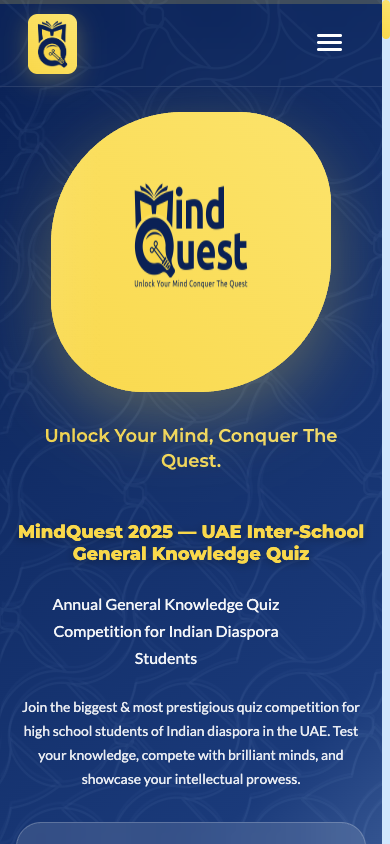 MQ
Mind
Quest
Unlock Your Mind Conquer The Quest
Unlock Your Mind, Conquer The
Quest.
MindQuest 2025 — UAE Inter-School
General Knowledge Quiz
Annual General Knowledge Quiz
Competition for Indian Diaspora
Students
Join the biggest & most prestigious quiz competition for
high school students of Indian diaspora in the UAE. Test
your knowledge, compete with brilliant minds, and
showcase your intellectual prowess.